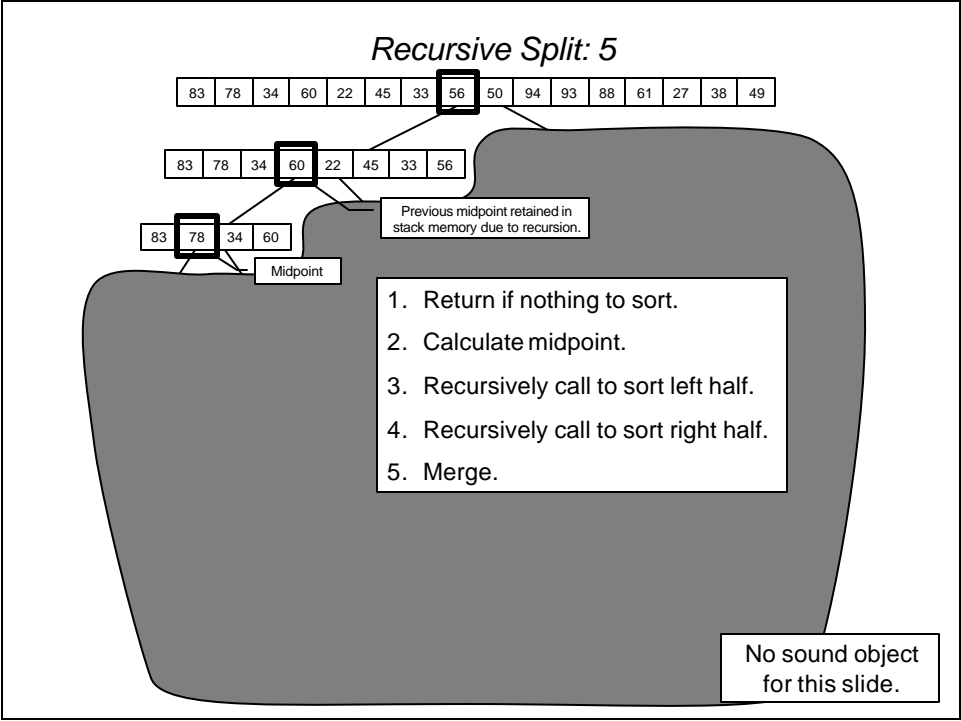 Recursive Split: 5
83 78 34 60 22 45 33 56 50 94 93 88 61 27 38 49
83 78 34 60 22 45 33 56
Previous midpoint retained in
stack memory due to recursion.
83 78 34 60
Midpoint
1. Return if nothing to sort.
2. Calculate midpoint.
3. Recursively call to sort left half.
4. Recursively call to sort right half.
5. Merge.
No sound object
for this slide.